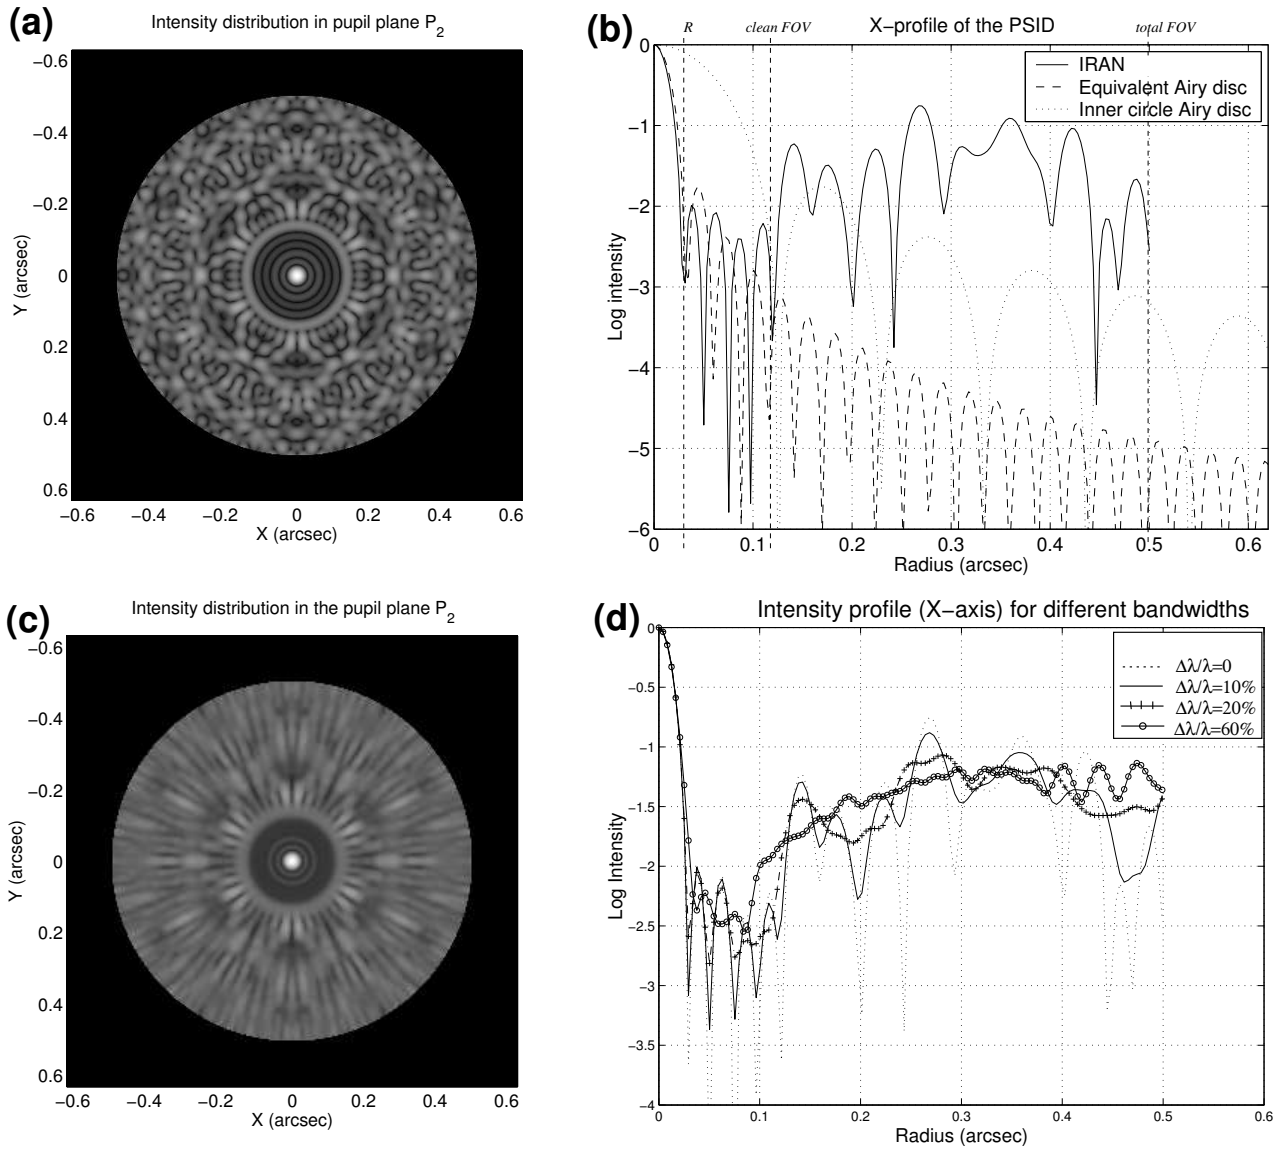 (a)
Intensity distribution in pupil plane P2
−0.6
−0.4
−0.2
0
0.2
0.4
0.6
Y (arcsec)
−0.6 −0.4 −0.2 0 0.2 0.4 0.6
X (arcsec)
(b)
R clean FOV X−profile of the PSID total FOV
IRAN
Equivalent Airy disc
Inner circle Airy disc
0
−1
−2
−3
−4
−5
−6
Log intensity
0 0.1 0.2 0.3 0.4 0.5 0.6
Radius (arcsec)
(c)
Intensity distribution in the pupil plane P2
−0.6
−0.4
−0.2
0
0.2
0.4
0.6
Y (arcsec)
−0.6 −0.4 −0.2 0 0.2 0.4 0.6
X (arcsec)
(d)
Intensity profile (X−axis) for different bandwidths
Δλ/λ=0
Δλ/λ=10%
Δλ/λ=20%
Δλ/λ=60%
0
−0.5
−1
−1.5
−2
−2.5
−3
−3.5
−4
Log Intensity
0 0.1 0.2 0.3 0.4 0.5 0.6
Radius (arcsec)